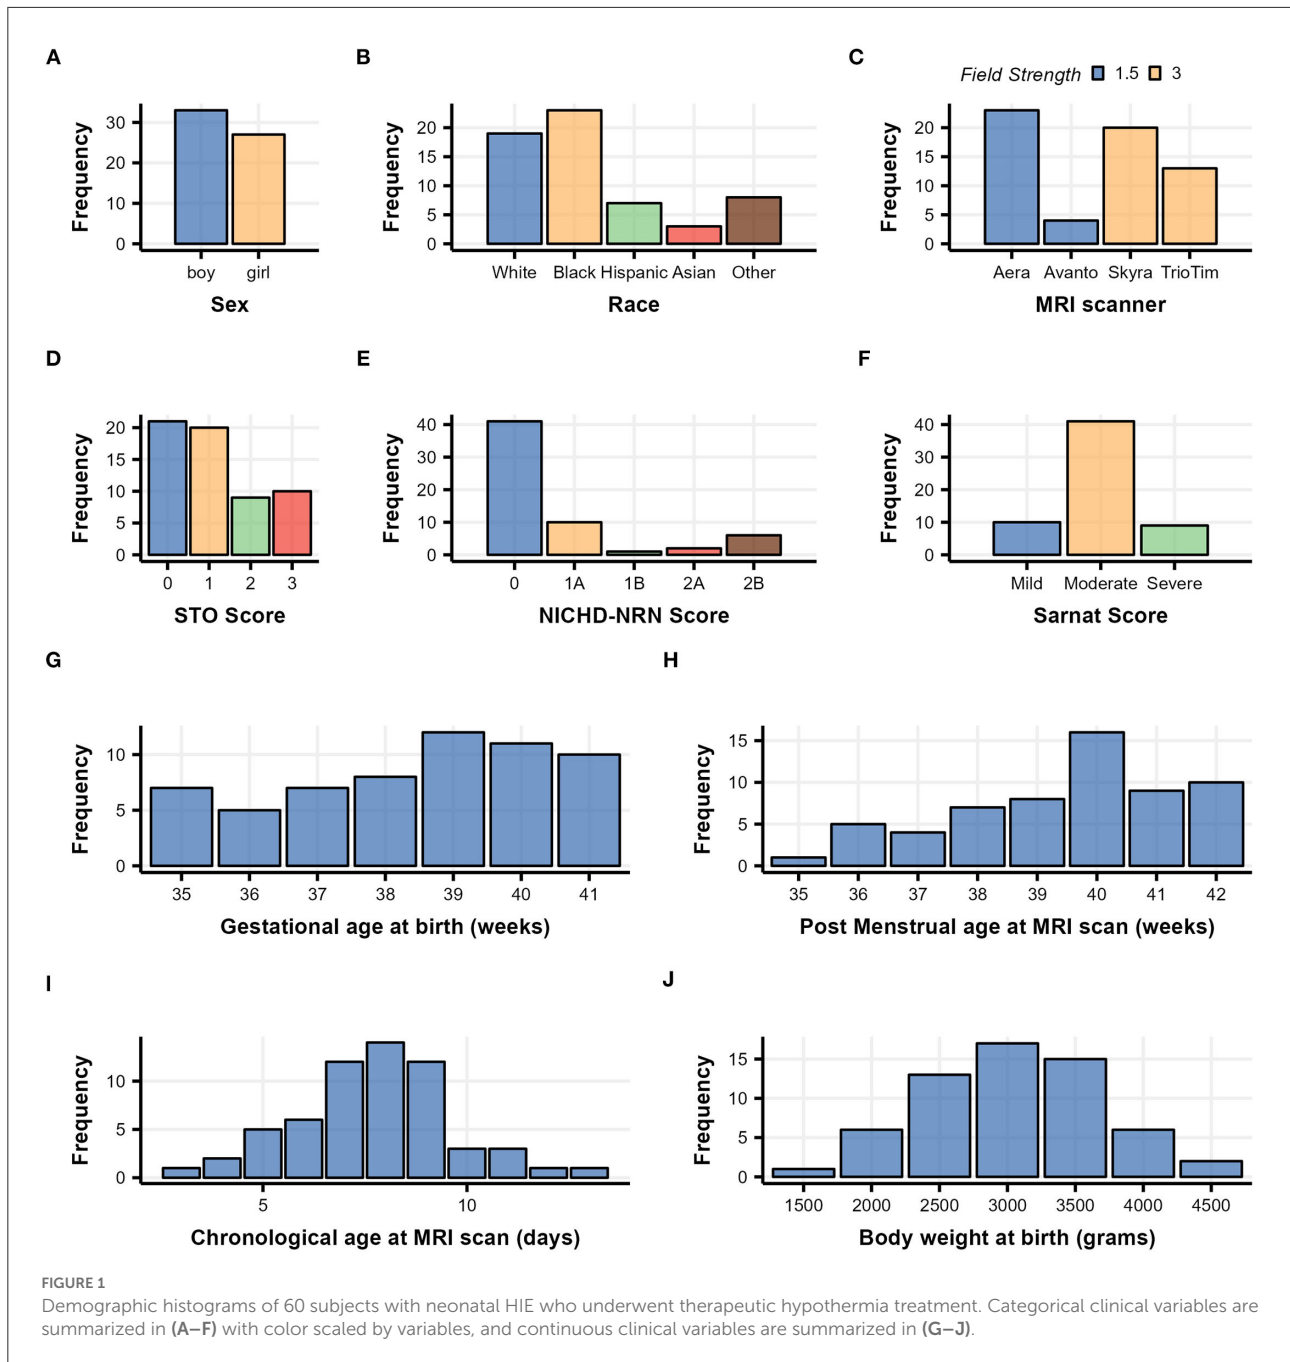 A
Frequency
30
20
10
0
boy girl
Sex
B
Frequency
20
15
10
5
0
White Black Hispanic Asian Other
Race
C
Field Strength 1.5 3
Frequency
20
15
10
5
0
Aera Avanto Skyra TrioTim
MRI scanner
D
Frequency
20
15
10
5
0
0 1 2 3
STO Score
E
Frequency
40
30
20
10
0
0 1A 1B 2A 2B
NICHD-NRN Score
F
Frequency
40
30
20
10
0
Mild Moderate Severe
Sarnat Score
G
Frequency
10
5
0
35 36 37 38 39 40 41
Gestational age at birth (weeks)
H
Frequency
15
10
5
0
35 36 37 38 39 40 41 42
Post Menstrual age at MRI scan (weeks)
I
Frequency
10
5
0
5 10
Chronological age at MRI scan (days)
J
Frequency
15
10
5
0
1500 2000 2500 3000 3500 4000 4500
Body weight at birth (grams)
FIGURE 1
Demographic histograms of 60 subjects with neonatal HIE who underwent therapeutic hypothermia treatment. Categorical clinical variables are
summarized in (A–F) with color scaled by variables, and continuous clinical variables are summarized in (G–J).